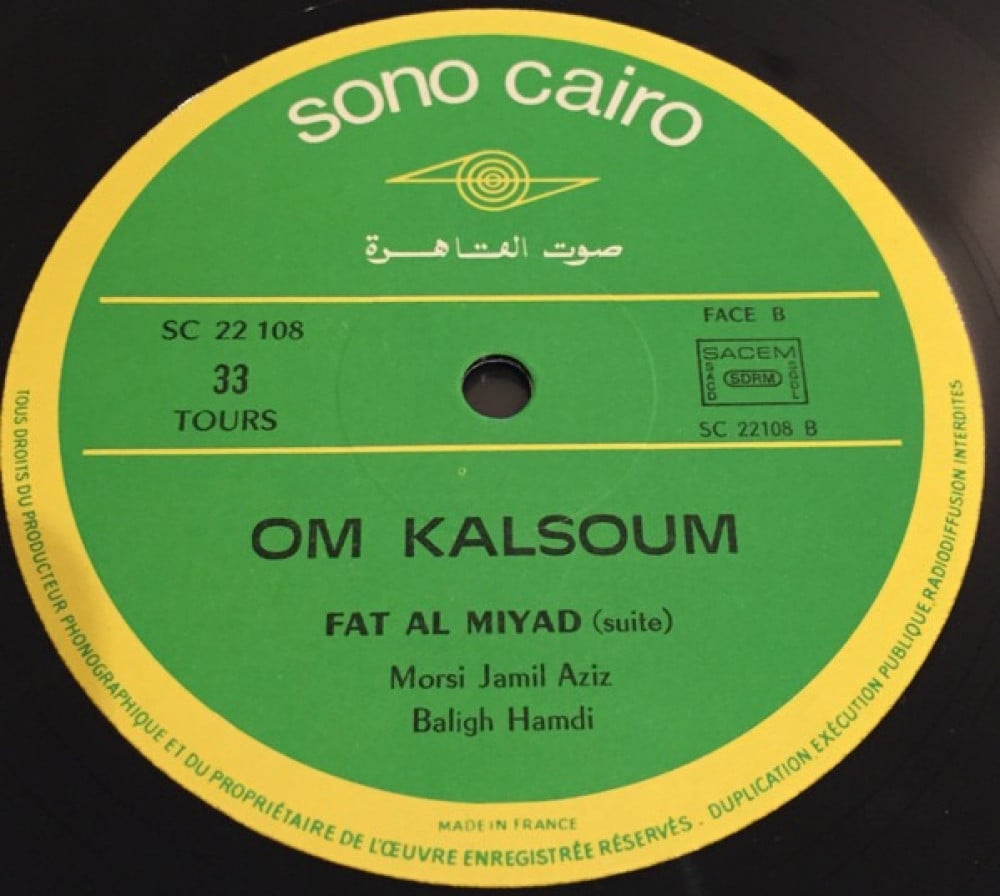 sono cairo
صوت القاهرة
SC 22 108
33
TOURS
FACE B
SACEM
SACD
SDRM
SGDL
SC 22108 B
OM KALSOUM
FAT AL MIYAD (suite)
Morsi Jamil Aziz
Baligh Hamdi
MADE IN FRANCE
TOUS DROITS DU PRODUCTEUR PHONOGRAPHIQUE ET DU PROPRIÉTAIRE DE L'ŒUVRE ENREGISTRÉE RÉSERVÉS . DUPLICATION, EXÉCUTION PUBLIQUE, RADIODIFFUSION INTERDITES